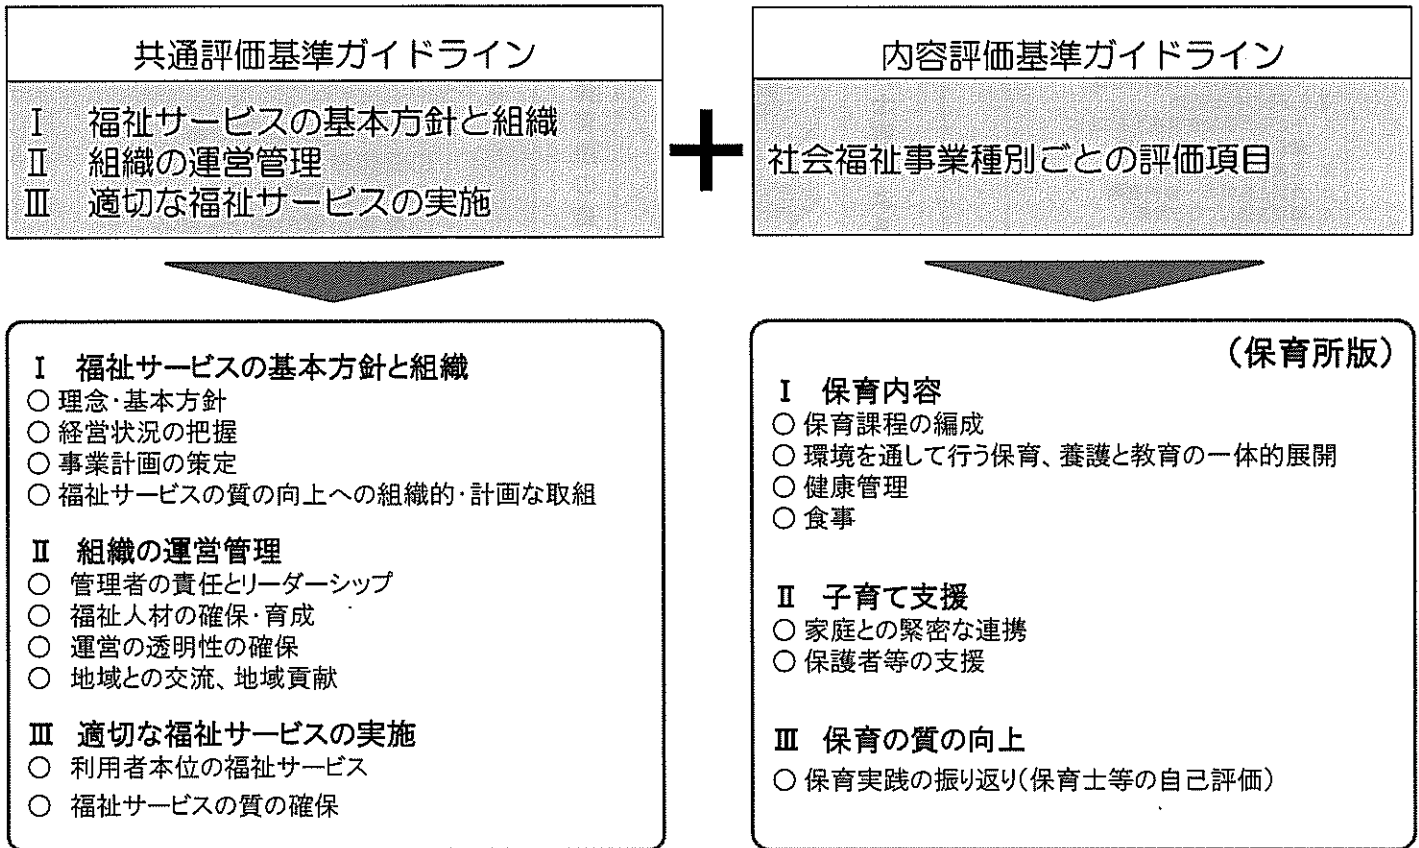 共通評価基準ガイドライン
Ⅰ 福祉サービスの基本方針と組織
Ⅱ 組織の運営管理
Ⅲ 適切な福祉サービスの実施
内容評価基準ガイドライン
社会福祉事業種別ごとの評価項目
Ⅰ 福祉サービスの基本方針と組織
○ 理念・基本方針
○ 経営状況の把握
○ 事業計画の策定
○ 福祉サービスの質の向上への組織的・計画な取組
Ⅱ 組織の運営管理
○ 管理者の責任とリーダーシップ
○ 福祉人材の確保・育成
○ 運営の透明性の確保
○ 地域との交流、地域貢献
Ⅲ 適切な福祉サービスの実施
○ 利用者本位の福祉サービス
○ 福祉サービスの質の確保
(保育所版)
Ⅰ 保育内容
○ 保育課程の編成
○ 環境を通して行う保育、養護と教育の一体的展開
○ 健康管理
○ 食事
Ⅱ 子育て支援
○ 家庭との緊密な連携
○ 保護者等の支援
Ⅲ 保育の質の向上
○ 保育実践の振り返り(保育士等の自己評価)